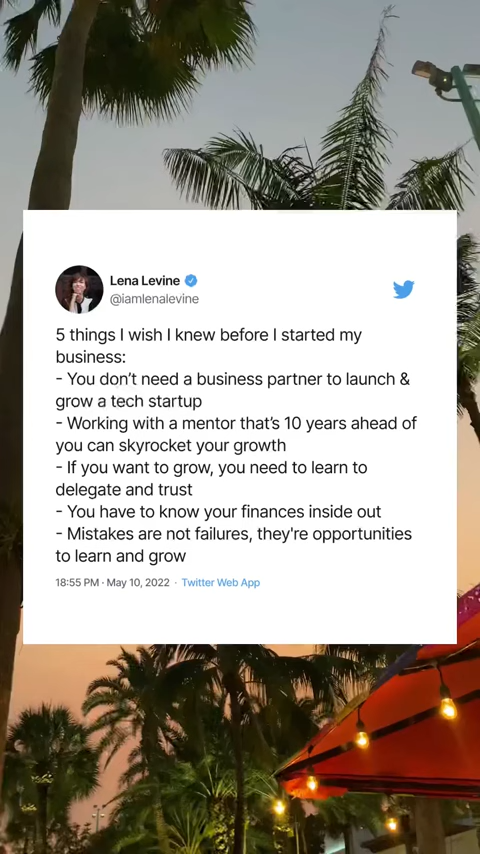 Lena Levine
@iamlenalevine
5 things I wish I knew before I started my
business:
- You don’t need a business partner to launch &
grow a tech startup
- Working with a mentor that’s 10 years ahead of
you can skyrocket your growth
- If you want to grow, you need to learn to
delegate and trust
- You have to know your finances inside out
- Mistakes are not failures, they're opportunities
to learn and grow
18:55 PM · May 10, 2022 · Twitter Web App